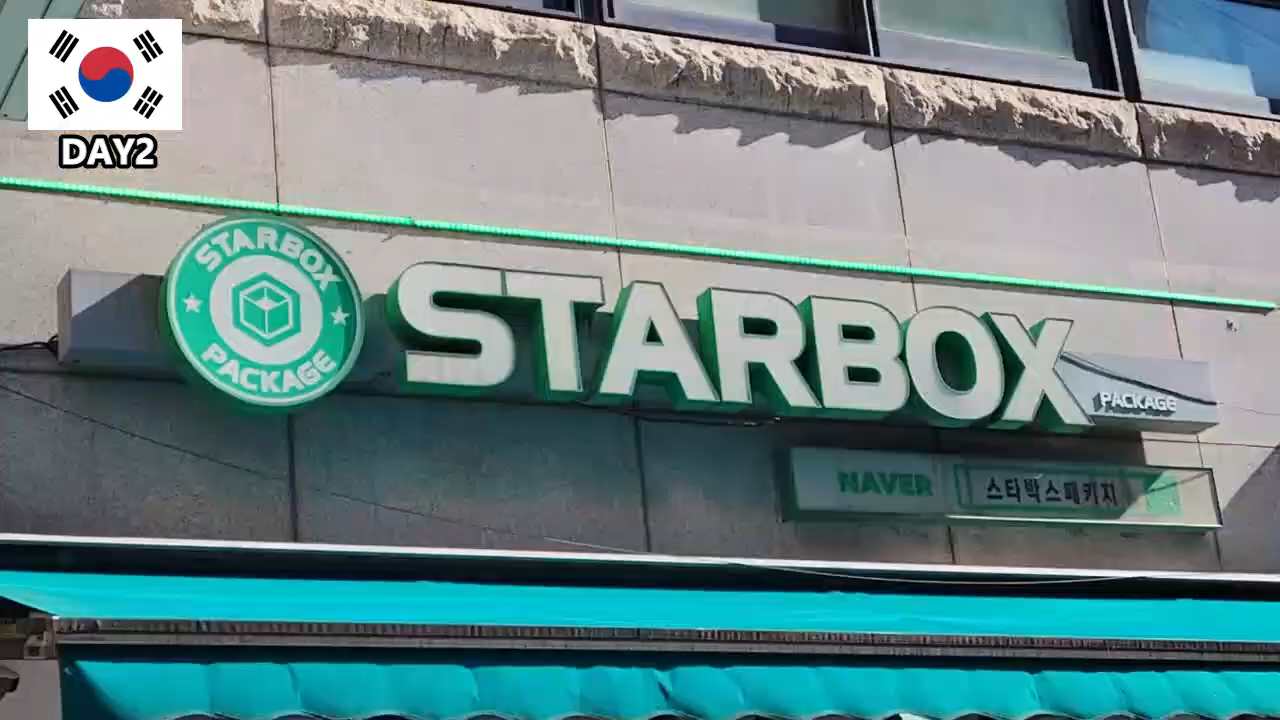 DAY2
STARBOX
PACKAGE
STARBOX
PACKAGE
NAVER 스타박스패키지